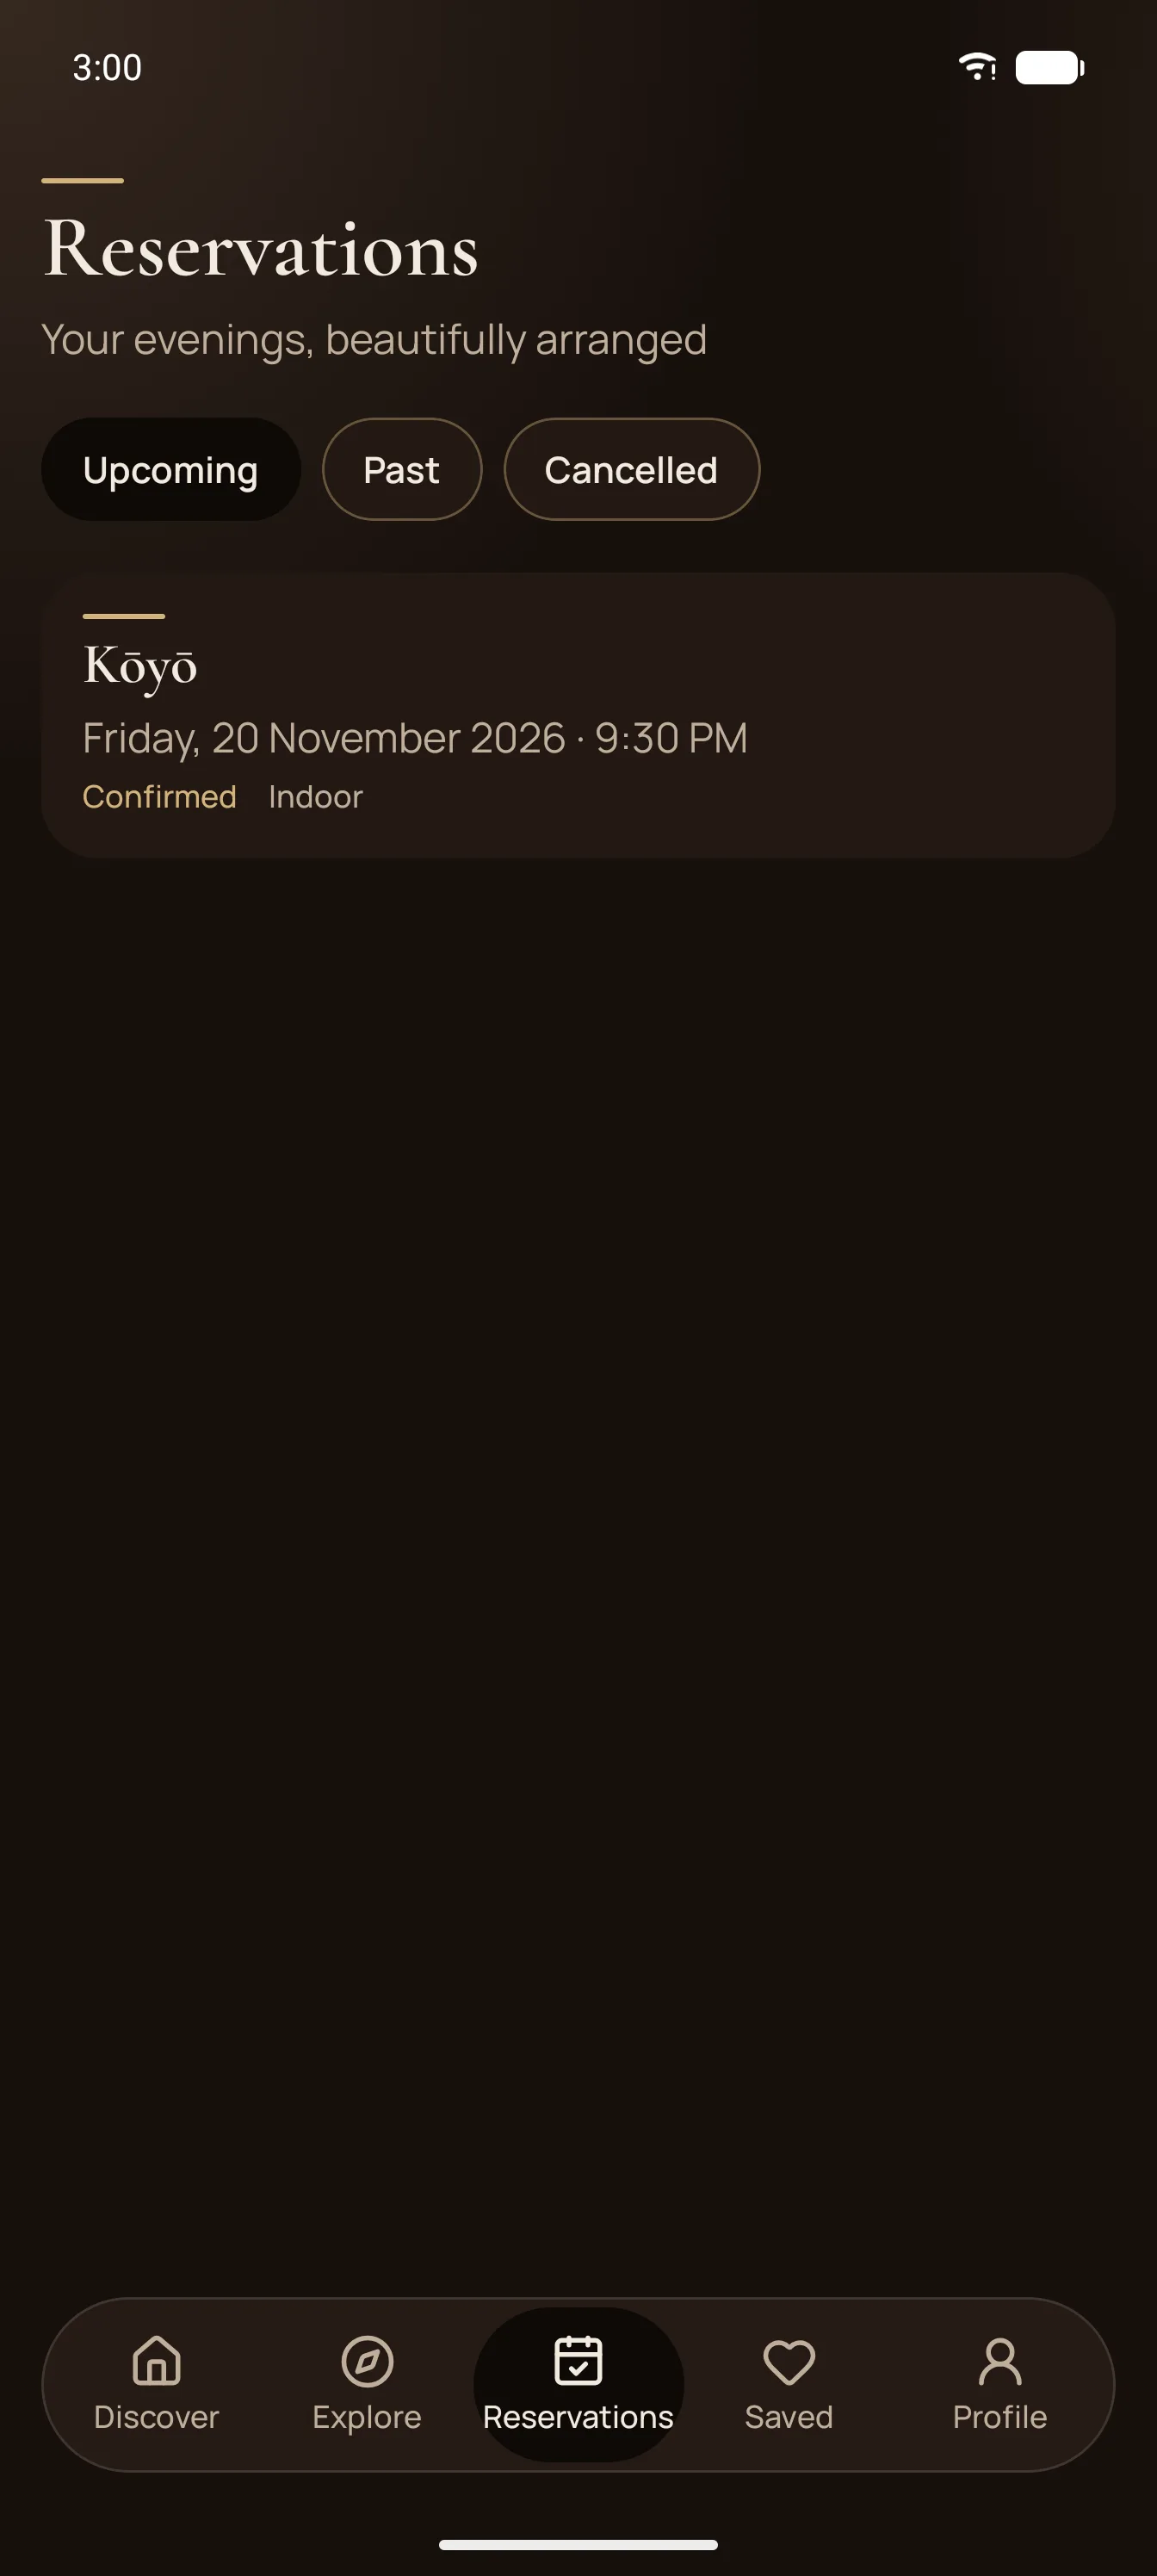 3:00
Reservations
Your evenings, beautifully arranged
Upcoming Past Cancelled
Kōyō
Friday, 20 November 2026 · 9:30 PM
Confirmed Indoor
Discover Explore Reservations Saved Profile